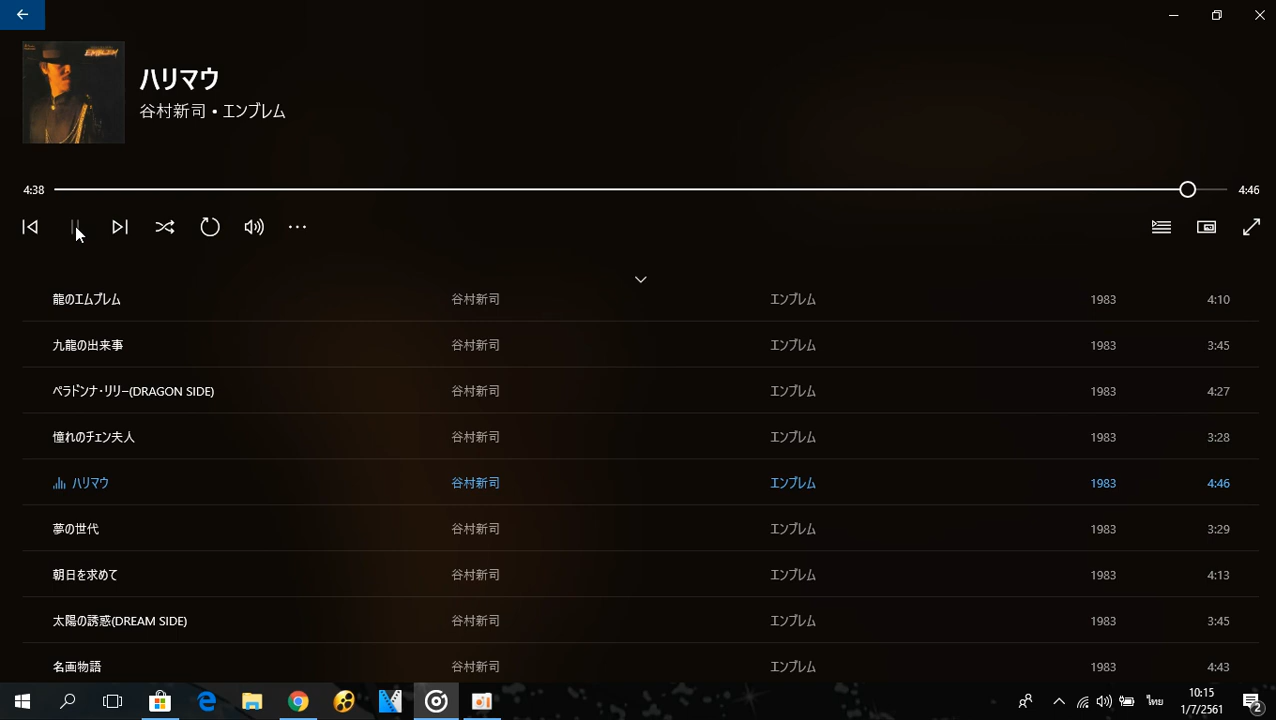 EMBLEM
ハリマウ
谷村新司 • エンブレム
4:38
4:46
龍のエムブレム 谷村新司 エンブレム 1983 4:10
九龍の出来事 谷村新司 エンブレム 1983 3:45
ベラドンナ・リリー(DRAGON SIDE) 谷村新司 エンブレム 1983 4:27
憧れのチェン夫人 谷村新司 エンブレム 1983 3:28
ハリマウ 谷村新司 エンブレム 1983 4:46
夢の世代 谷村新司 エンブレム 1983 3:29
朝日を求めて 谷村新司 エンブレム 1983 4:13
太陽の誘惑(DREAM SIDE) 谷村新司 エンブレム 1983 3:45
名画物語 谷村新司 エンブレム 1983 4:43
ไทย
10:15
1/7/2561
2